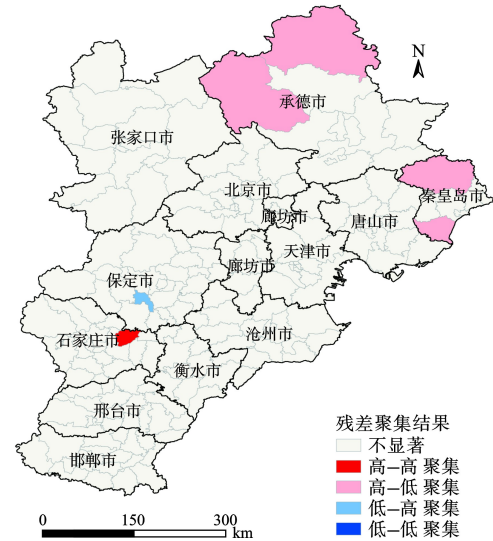 N
承德市
张家口市
北京市
秦皇岛市
廊坊市
唐山市
天津市
廊坊市
保定市
沧州市
石家庄市
衡水市
邢台市
邯郸市
残差聚集结果
不显著
高—高 聚集
高—低 聚集
低—高 聚集
低—低 聚集
0 150 300
km